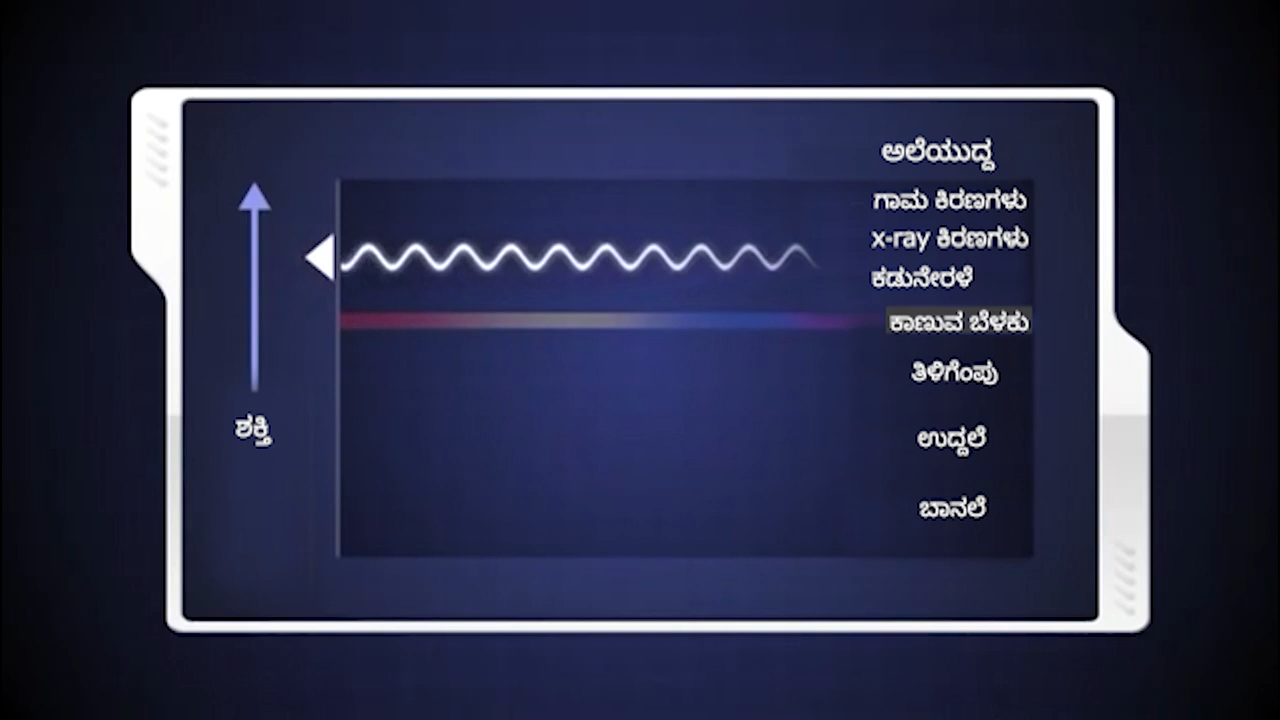 ಅಲೆಯುದ್ದ
ಗಾಮ ಕಿರಣಗಳು
x-ray ಕಿರಣಗಳು
ಕಡುನೇರಳೆ
ಕಾಣುವ ಬೆಳಕು
ತಿಳಿಗೆಂಪು
ಶಕ್ತಿ
ಉದ್ದಲೆ
ಬಾನಲೆ